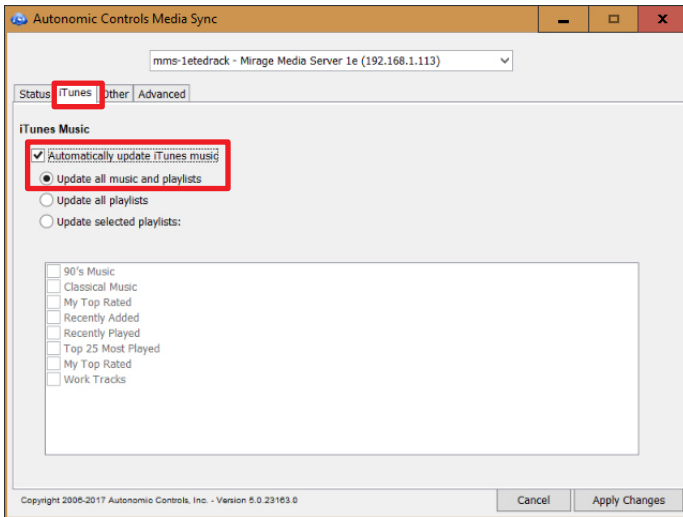 Autonomic Controls Media Sync
mms-1etedrack - Mirage Media Server 1e (192.168.1.113)
Status iTunes Other Advanced
iTunes Music
Automatically update iTunes music
Update all music and playlists
Update all playlists
Update selected playlists:
90's Music
Classical Music
My Top Rated
Recently Added
Recently Played
Top 25 Most Played
My Top Rated
Work Tracks
Copyright 2006-2017 Autonomic Controls, Inc. - Version 6.0.23163.0 Cancel Apply Changes